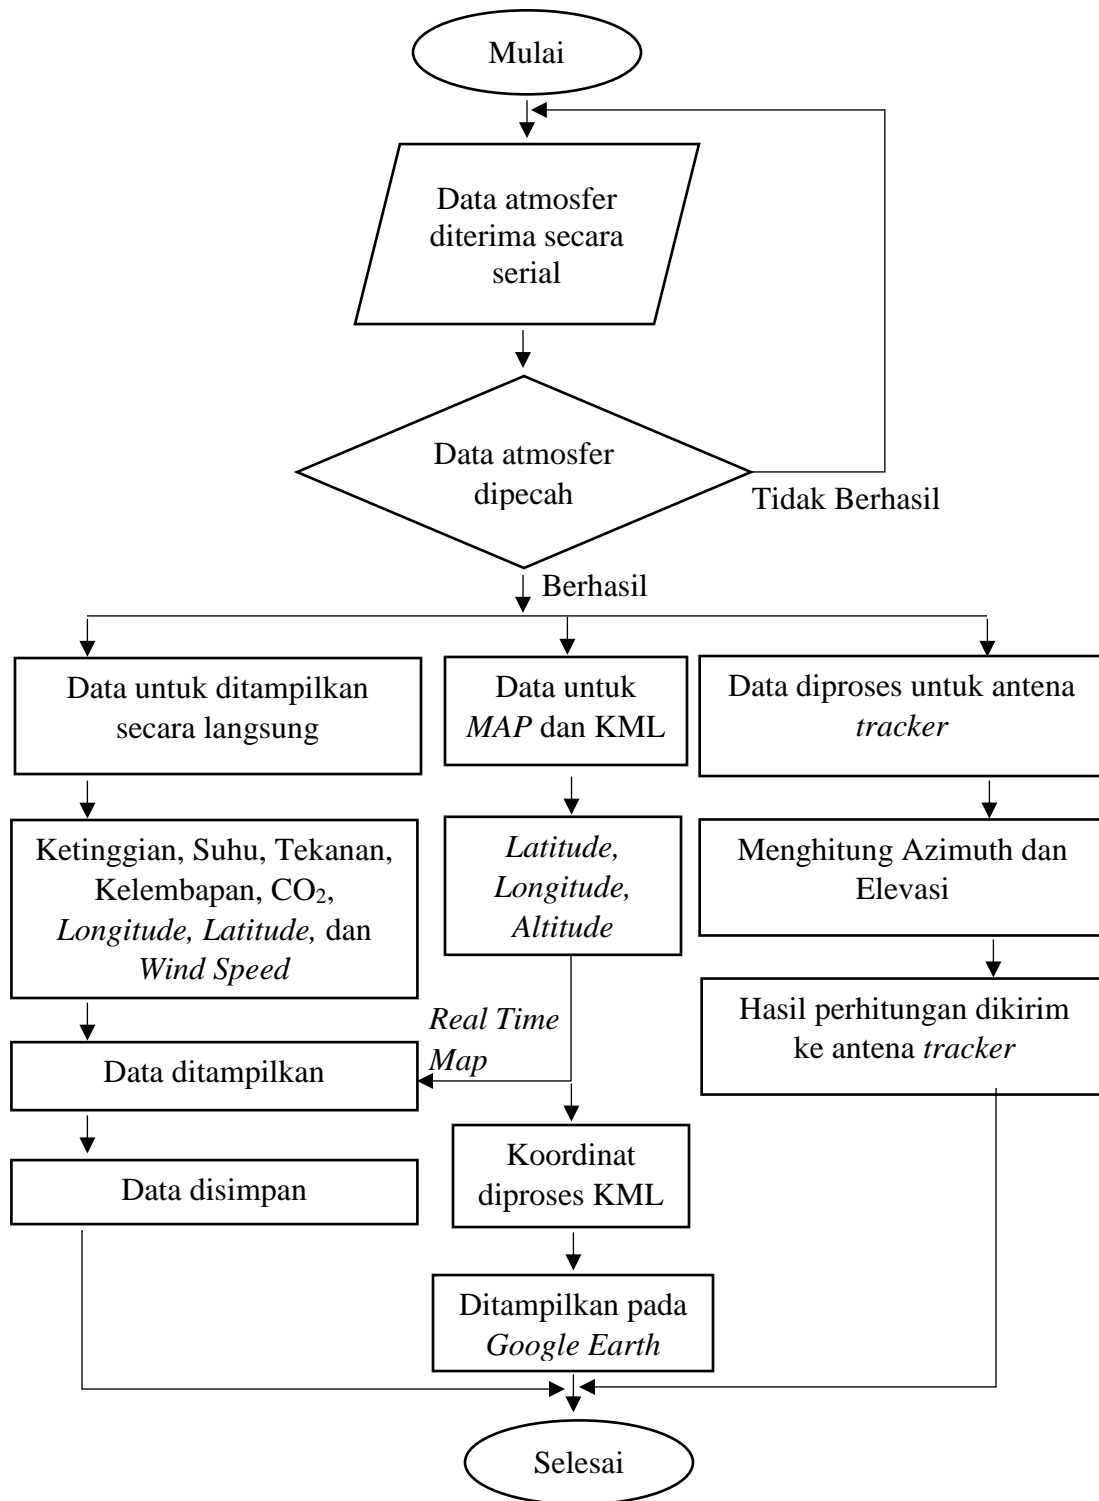 Mulai
Data atmosfer
diterima secara
serial
Data atmosfer
dipecah
Tidak Berhasil
Berhasil
Data untuk ditampilkan
secara langsung
Data untuk
MAP dan KML
Data diproses untuk antena
tracker
Ketinggian, Suhu, Tekanan,
Kelembapan, CO₂,
Longitude, Latitude, dan
Wind Speed
Latitude,
Longitude,
Altitude
Menghitung Azimuth dan
Elevasi
Real Time
Map
Hasil perhitungan dikirim
ke antena tracker
Data ditampilkan
Data disimpan
Koordinat
diproses KML
Ditampilkan pada
Google Earth
Selesai